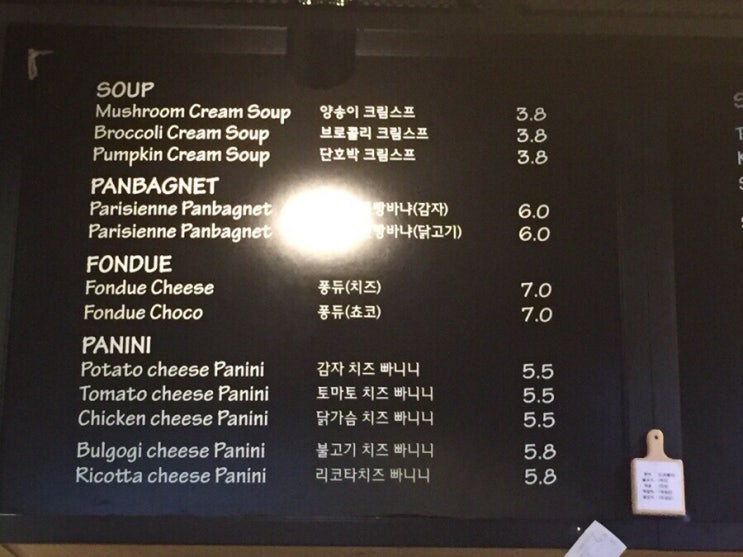 SOUP
Mushroom Cream Soup 양송이 크림스프 3.8
Broccoli Cream Soup 브로콜리 크림스프 3.8
Pumpkin Cream Soup 단호박 크림스프 3.8
PANBAGNET
Parisienne Panbagnet 빵바냐(감자) 6.0
Parisienne Panbagnet 빵바냐(닭고기) 6.0
FONDUE
Fondue Cheese 퐁듀(치즈) 7.0
Fondue Choco 퐁듀(쵸코) 7.0
PANINI
Potato cheese Panini 감자 치즈 빠니니 5.5
Tomato cheese Panini 토마토 치즈 빠니니 5.5
Chicken cheese Panini 닭가슴 치즈 빠니니 5.5
Bulgogi cheese Panini 불고기 치즈 빠니니 5.8
Ricotta cheese Panini 리코타치즈 빠니니 5.8